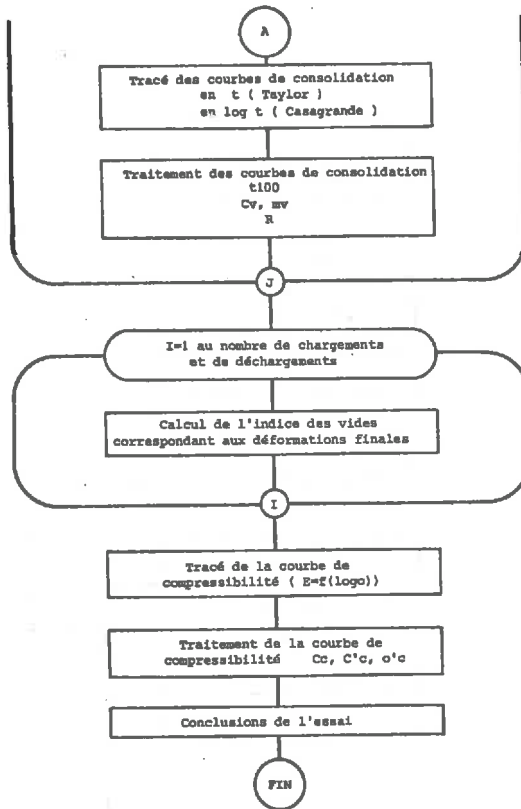 A
Tracé des courbes de consolidation
en t ( Taylor )
en log t ( Casagrande )
Traitement des courbes de consolidation
t100
Cv, mv
R
J
I=1 au nombre de chargements
et de déchargements
Calcul de l'indice des vides
correspondant aux déformations finales
I
Tracé de la courbe de
compressibilité ( E=f(logo))
Traitement de la courbe de
compressibilité Cc, C'c, o'c
Conclusions de l'essai
FIN